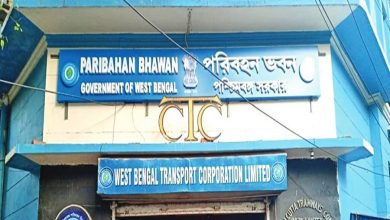 PARIBAHAN BHAWAN
GOVERNMENT OF WEST BENGAL
পরিবহন ভবন
পশ্চিমবঙ্গ সরকার
CTC
WEST BENGAL TRANSPORT CORPORATION LIMITED